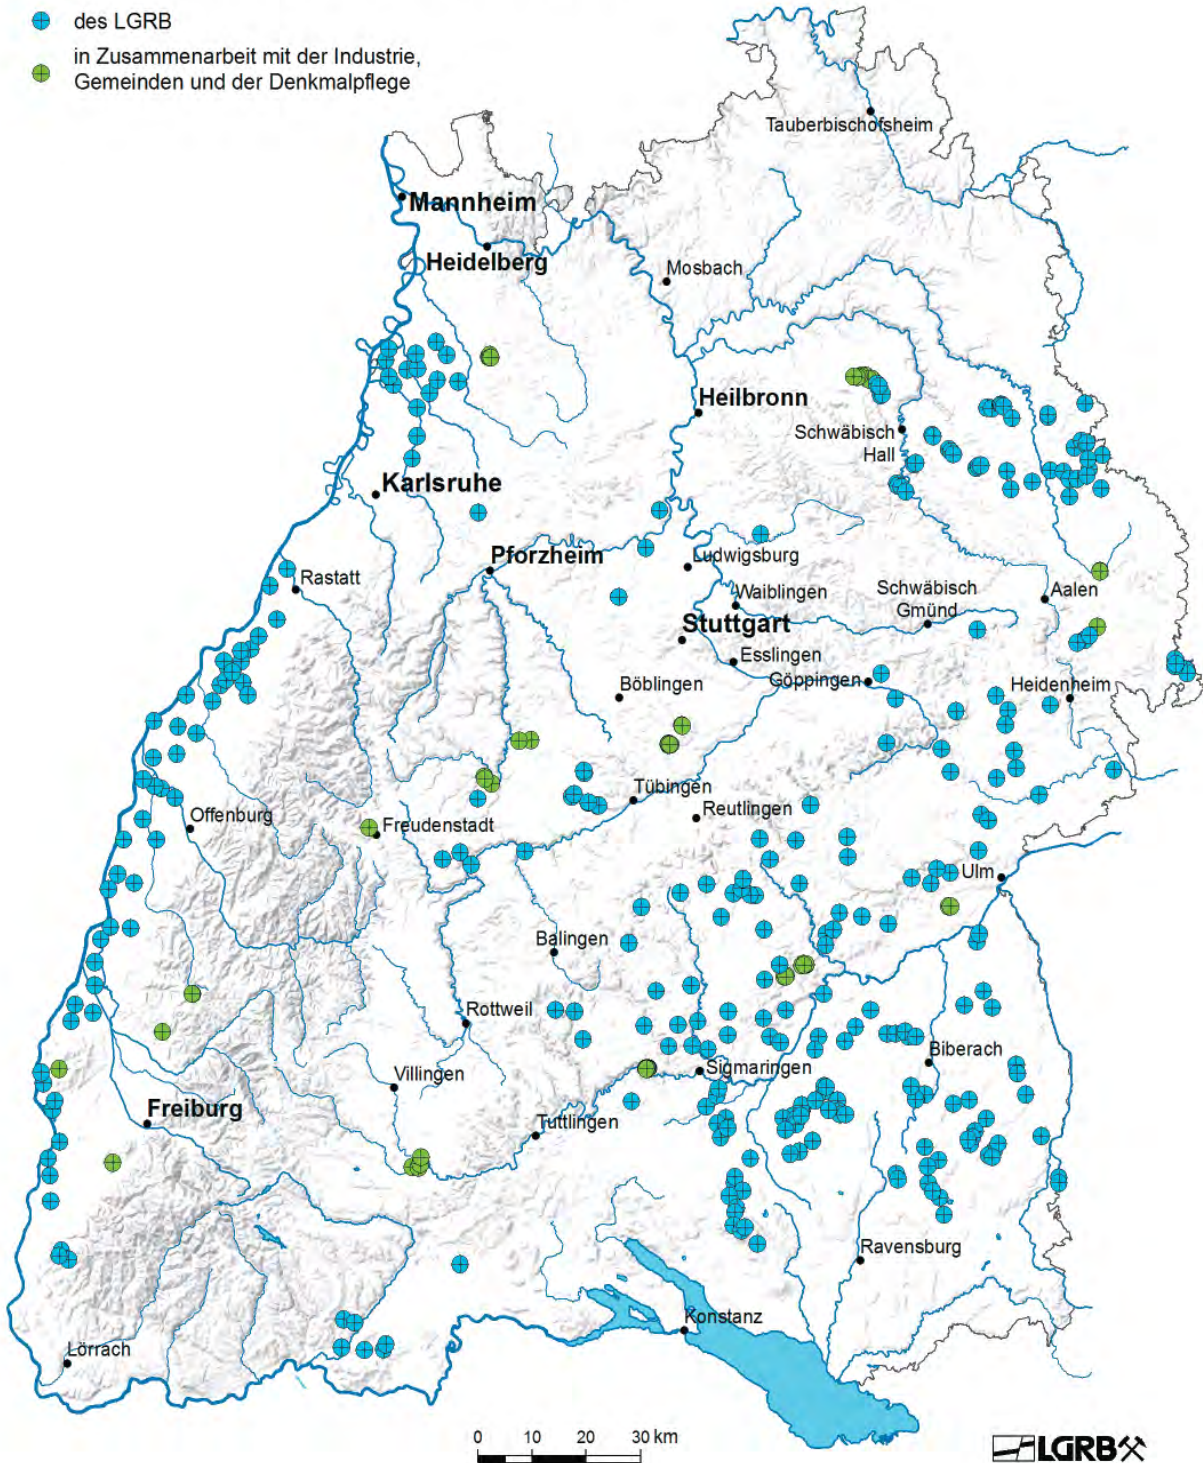 des LGRB
in Zusammenarbeit mit der Industrie,
Gemeinden und der Denkmalpflege
Tauberbischofsheim
Mannheim
Heidelberg
Mosbach
Heilbronn
Schwäbisch
Hall
Karlsruhe
Pforzheim
Ludwigsburg
Rastatt
Waiblingen
Schwäbisch
Gmünd
Aalen
Stuttgart
Esslingen
Göppingen
Böblingen
Heidenheim
Tübingen
Reutlingen
Offenburg
Freudenstadt
Ulm
Balingen
Rottweil
Biberach
Sigmaringen
Villingen
Freiburg
Tuttlingen
Ravensburg
Konstanz
Lörrach
0 10 20 30 km
LGRB